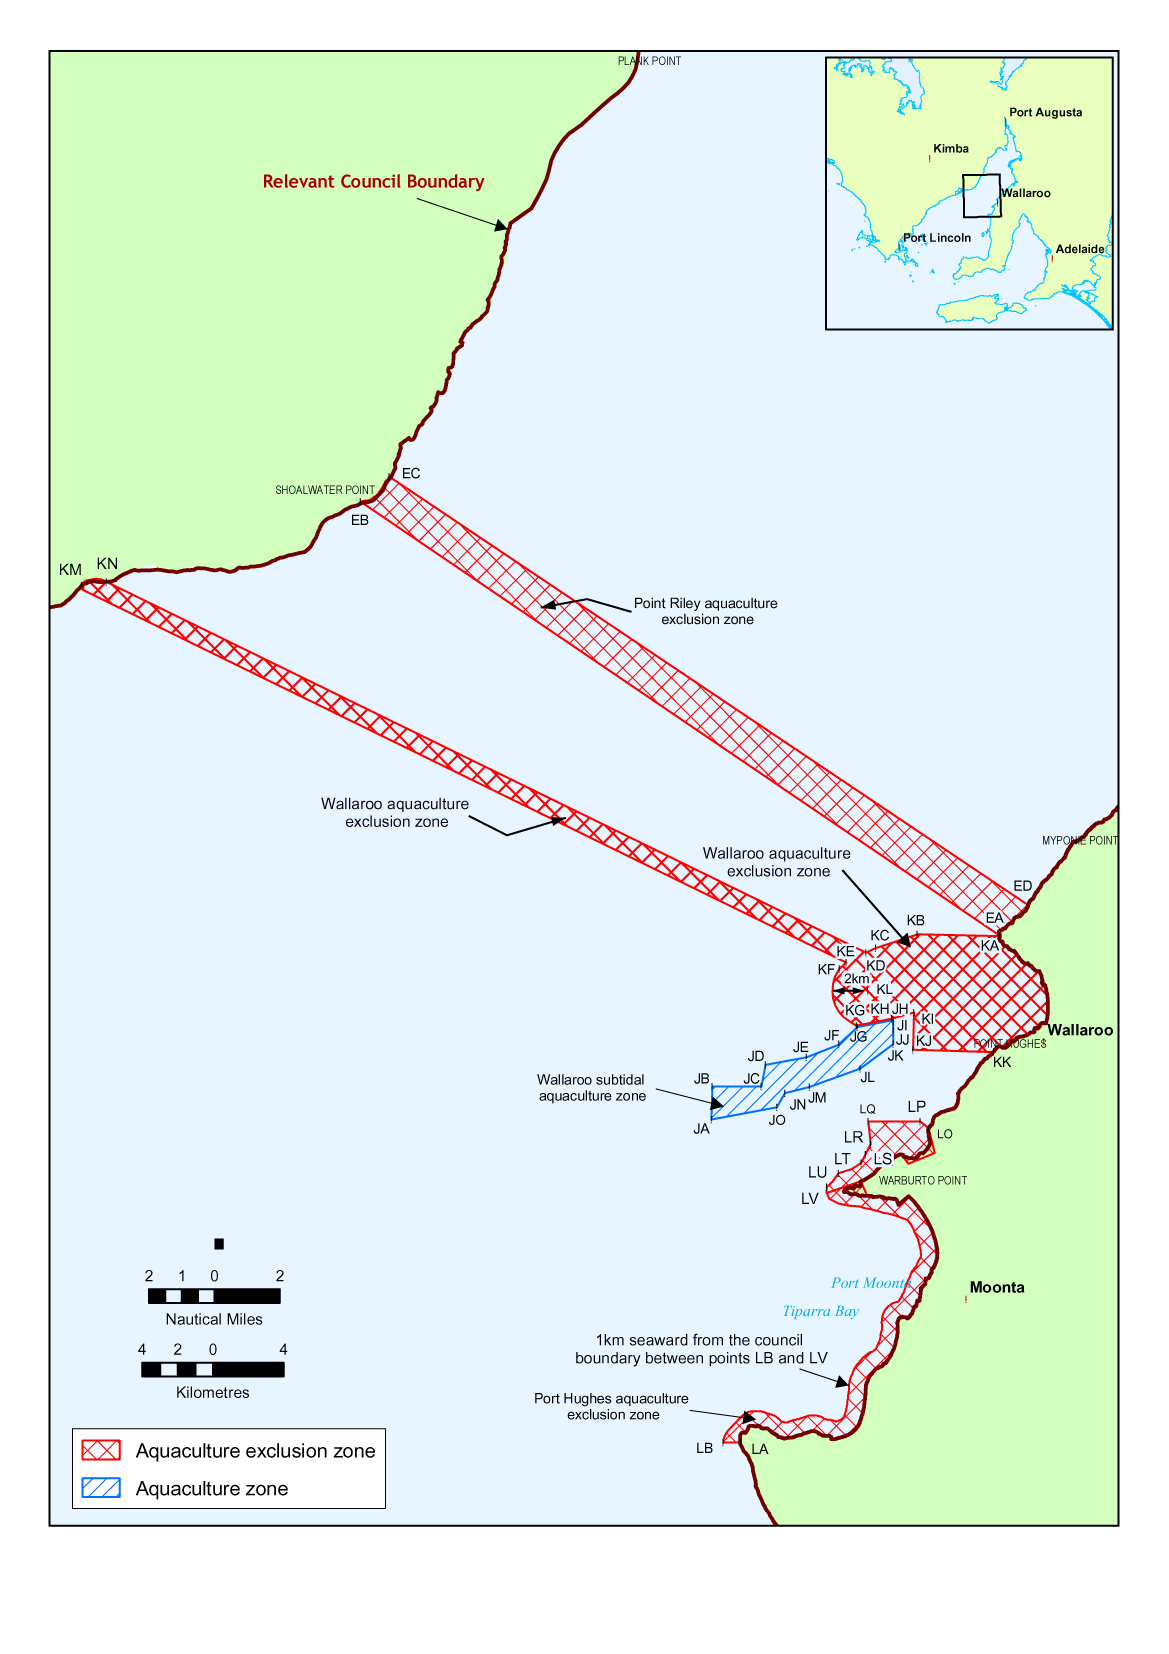 PLANK POINT
Port Augusta
Kimba
Wallaroo
Port Lincoln
Adelaide
Relevant Council Boundary
EC
SHOALWATER POINT
EB
KN
KM
Point Riley aquaculture
exclusion zone
Wallaroo aquaculture
exclusion zone
MYPONIE POINT
Wallaroo aquaculture
exclusion zone
ED
EA
KB
KC
KA
KE
KD
KF
2km
KL
KG
KH
JH
KI
JI
Wallaroo
JG
JF
JJ
KJ
POINT HUGHES
JE
JK
KK
JD
JL
JB
JC
Wallaroo subtidal
aquaculture zone
JM
JN
JO
JA
LQ
LP
LO
LR
LT
LS
LU
WARBURTO POINT
LV
2 1 0 2
Nautical Miles
Port Moonta
Moonta
Tiparra Bay
4 2 0 4
Kilometres
1km seaward from the council
boundary between points LB and LV
Port Hughes aquaculture
exclusion zone
LB
LA
Aquaculture exclusion zone
Aquaculture zone